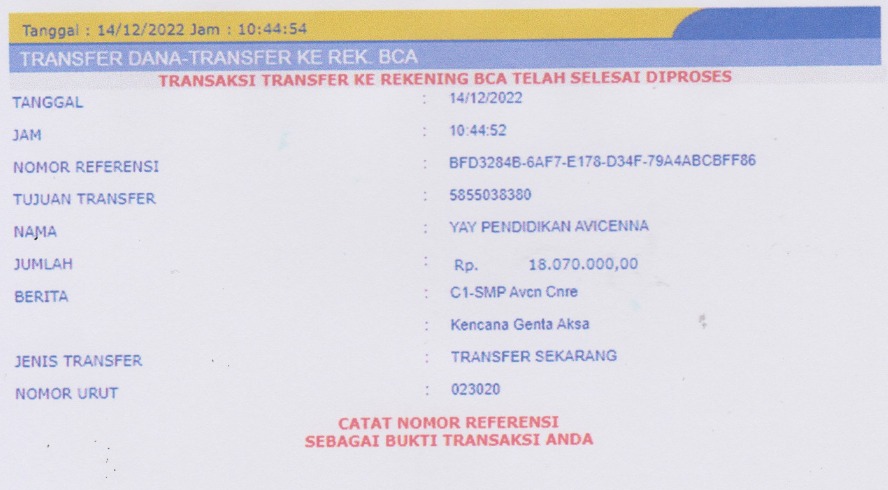 Tanggal : 14/12/2022 Jam : 10:44:54
TRANSFER DANA-TRANSFER KE REK. BCA
TRANSAKSI TRANSFER KE REKENING BCA TELAH SELESAI DIPROSES
TANGGAL : 14/12/2022
JAM : 10:44:52
NOMOR REFERENSI : BFD3284B-6AF7-E178-D34F-79A4ABCBFF86
TUJUAN TRANSFER : 5855038380
NAMA : YAY PENDIDIKAN AVICENNA
JUMLAH : Rp. 18.070.000,00
BERITA : C1-SMP Avcn Cnre
: Kencana Genta Aksa
JENIS TRANSFER : TRANSFER SEKARANG
NOMOR URUT : 023020
CATAT NOMOR REFERENSI
SEBAGAI BUKTI TRANSAKSI ANDA